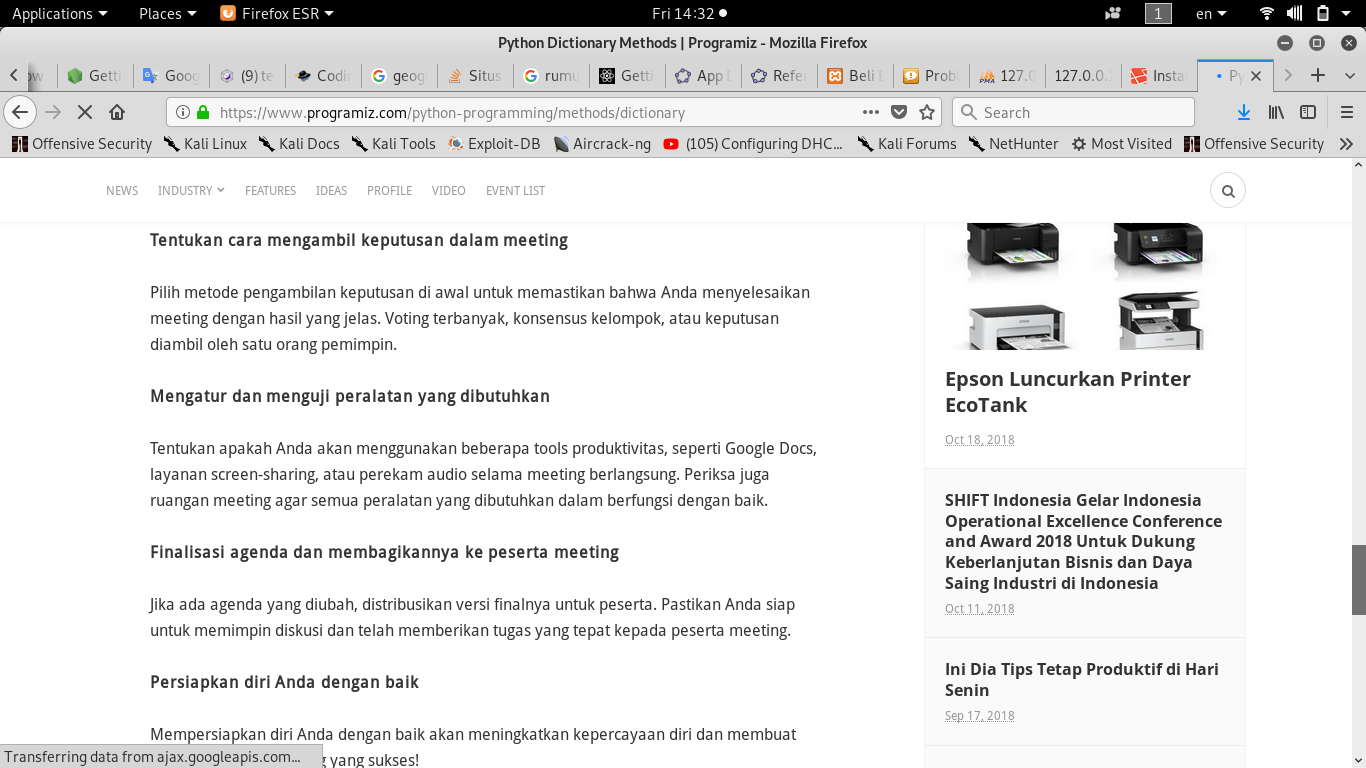 Applications Places Firefox ESR Fri 14:32 1 en
Python Dictionary Methods | Programiz - Mozilla Firefox
Getti Goog (9) te Codin geog Situs rumu Getti App D Refer Beli Probl 127.0 127.0.0. Insta Py
https://www.programiz.com/python-programming/methods/dictionary Search
Offensive Security Kali Linux Kali Docs Kali Tools Exploit-DB Aircrack-ng (105) Configuring DHC... Kali Forums NetHunter Most Visited Offensive Security
NEWS INDUSTRY FEATURES IDEAS PROFILE VIDEO EVENT LIST
Tentukan cara mengambil keputusan dalam meeting
Pilih metode pengambilan keputusan di awal untuk memastikan bahwa Anda menyelesaikan
meeting dengan hasil yang jelas. Voting terbanyak, konsensus kelompok, atau keputusan
diambil oleh satu orang pemimpin.
Mengatur dan menguji peralatan yang dibutuhkan
Tentukan apakah Anda akan menggunakan beberapa tools produktivitas, seperti Google Docs,
layanan screen-sharing, atau perekam audio selama meeting berlangsung. Periksa juga
ruangan meeting agar semua peralatan yang dibutuhkan dalam berfungsi dengan baik.
Finalisasi agenda dan membagikannya ke peserta meeting
Jika ada agenda yang diubah, distribusikan versi finalnya untuk peserta. Pastikan Anda siap
untuk memimpin diskusi dan telah memberikan tugas yang tepat kepada peserta meeting.
Persiapkan diri Anda dengan baik
Mempersiapkan diri Anda dengan baik akan meningkatkan kepercayaan diri dan membuat
yang sukses!
Epson Luncurkan Printer
EcoTank
Oct 18, 2018
SHIFT Indonesia Gelar Indonesia
Operational Excellence Conference
and Award 2018 Untuk Dukung
Keberlanjutan Bisnis dan Daya
Saing Industri di Indonesia
Oct 11, 2018
Ini Dia Tips Tetap Produktif di Hari
Senin
Sep 17, 2018
Transferring data from ajax.googleapis.com...